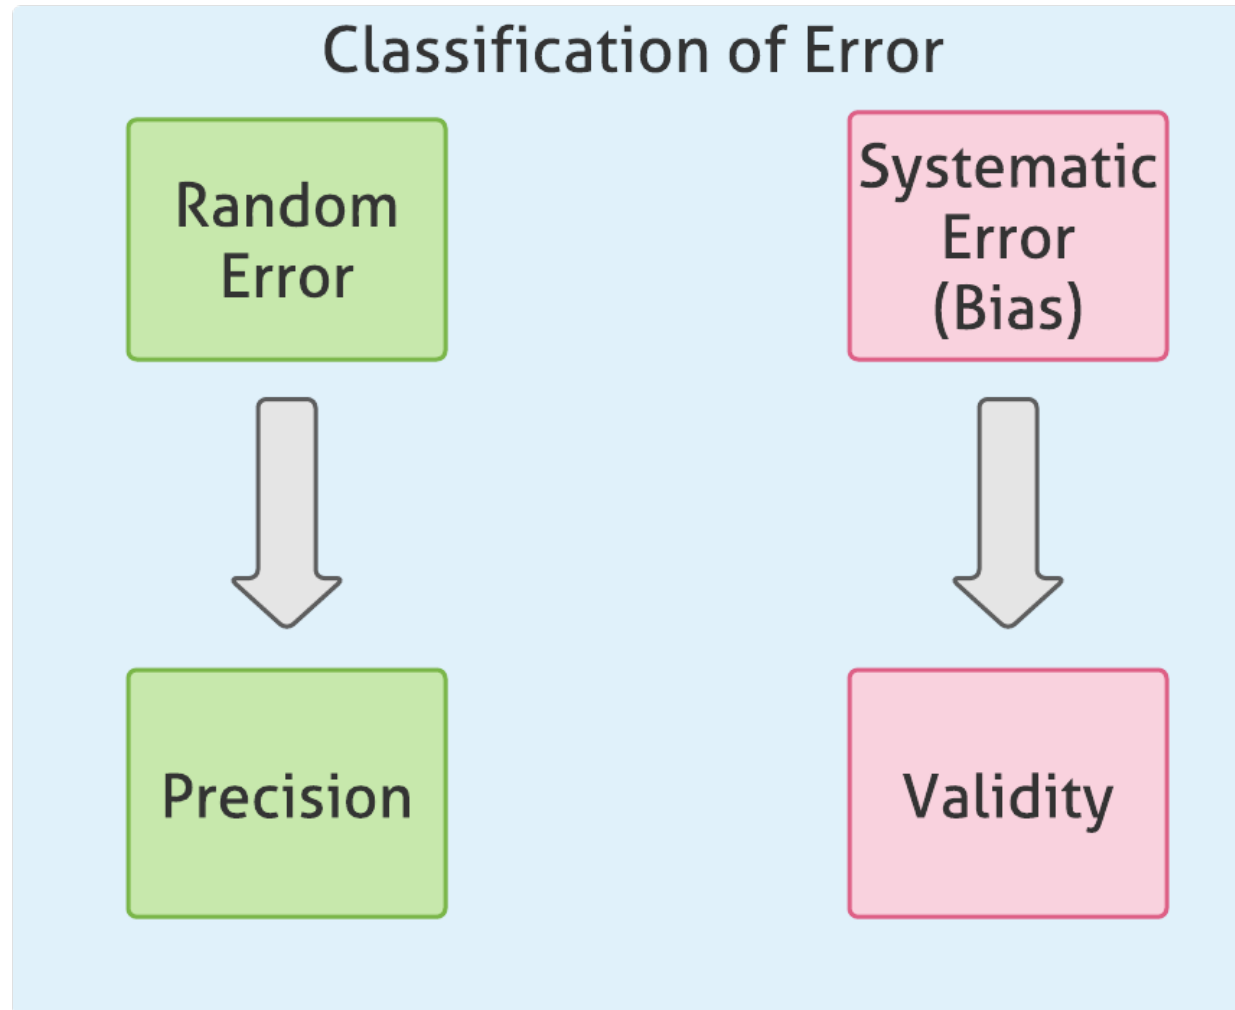 Classification of Error
Random
Error
Systematic
Error
(Bias)
Precision
Validity